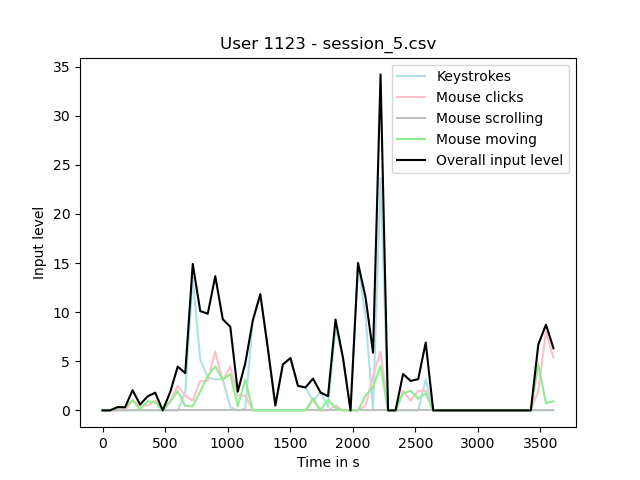 User 1123 - session_5.csv
35
30
25
20
15
10
5
0
Input level
Keystrokes
Mouse clicks
Mouse scrolling
Mouse moving
Overall input level
0 500 1000 1500 2000 2500 3000 3500
Time in s